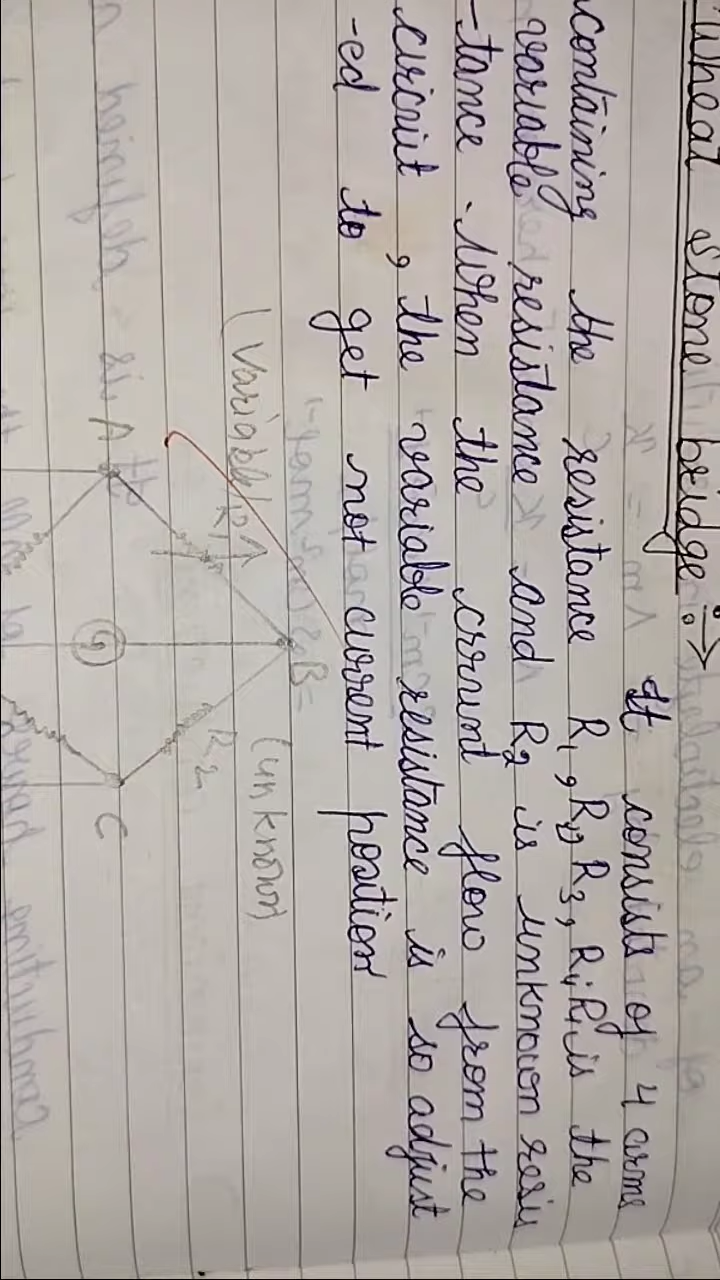 Wheat stone bridge :→
It consists of 4 arms
containing the resistance R1, R2, R3, R4. R1 is the
variable resistance and R2 is unknown resis
-tance. When the crrunt flow from the
circuit, the variable resistance is so adjust
-ed to get not current position
(Variable)
(unknown)
B
R1
R2
A
G
C